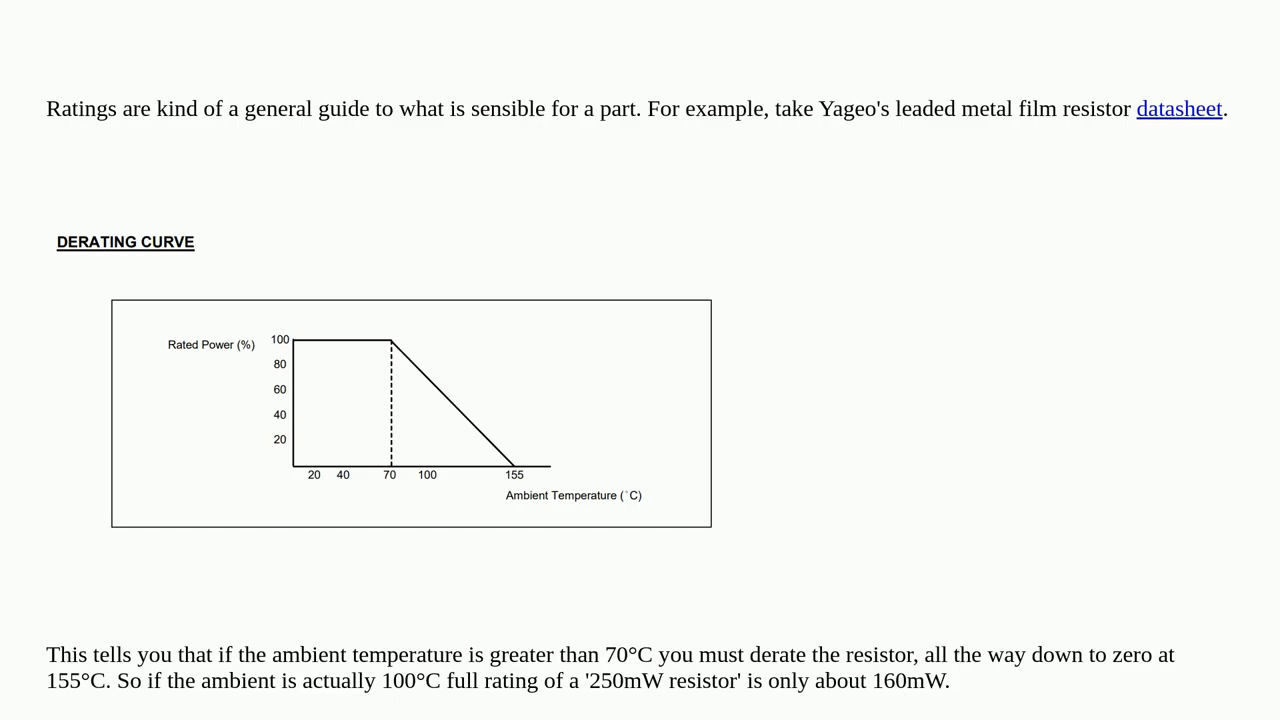 Ratings are kind of a general guide to what is sensible for a part. For example, take Yageo's leaded metal film resistor datasheet.
DERATING CURVE
Rated Power (%)
100
80
60
40
20
20 40 70 100 155
Ambient Temperature (°C)
This tells you that if the ambient temperature is greater than 70°C you must derate the resistor, all the way down to zero at
155°C. So if the ambient is actually 100°C full rating of a '250mW resistor' is only about 160mW.